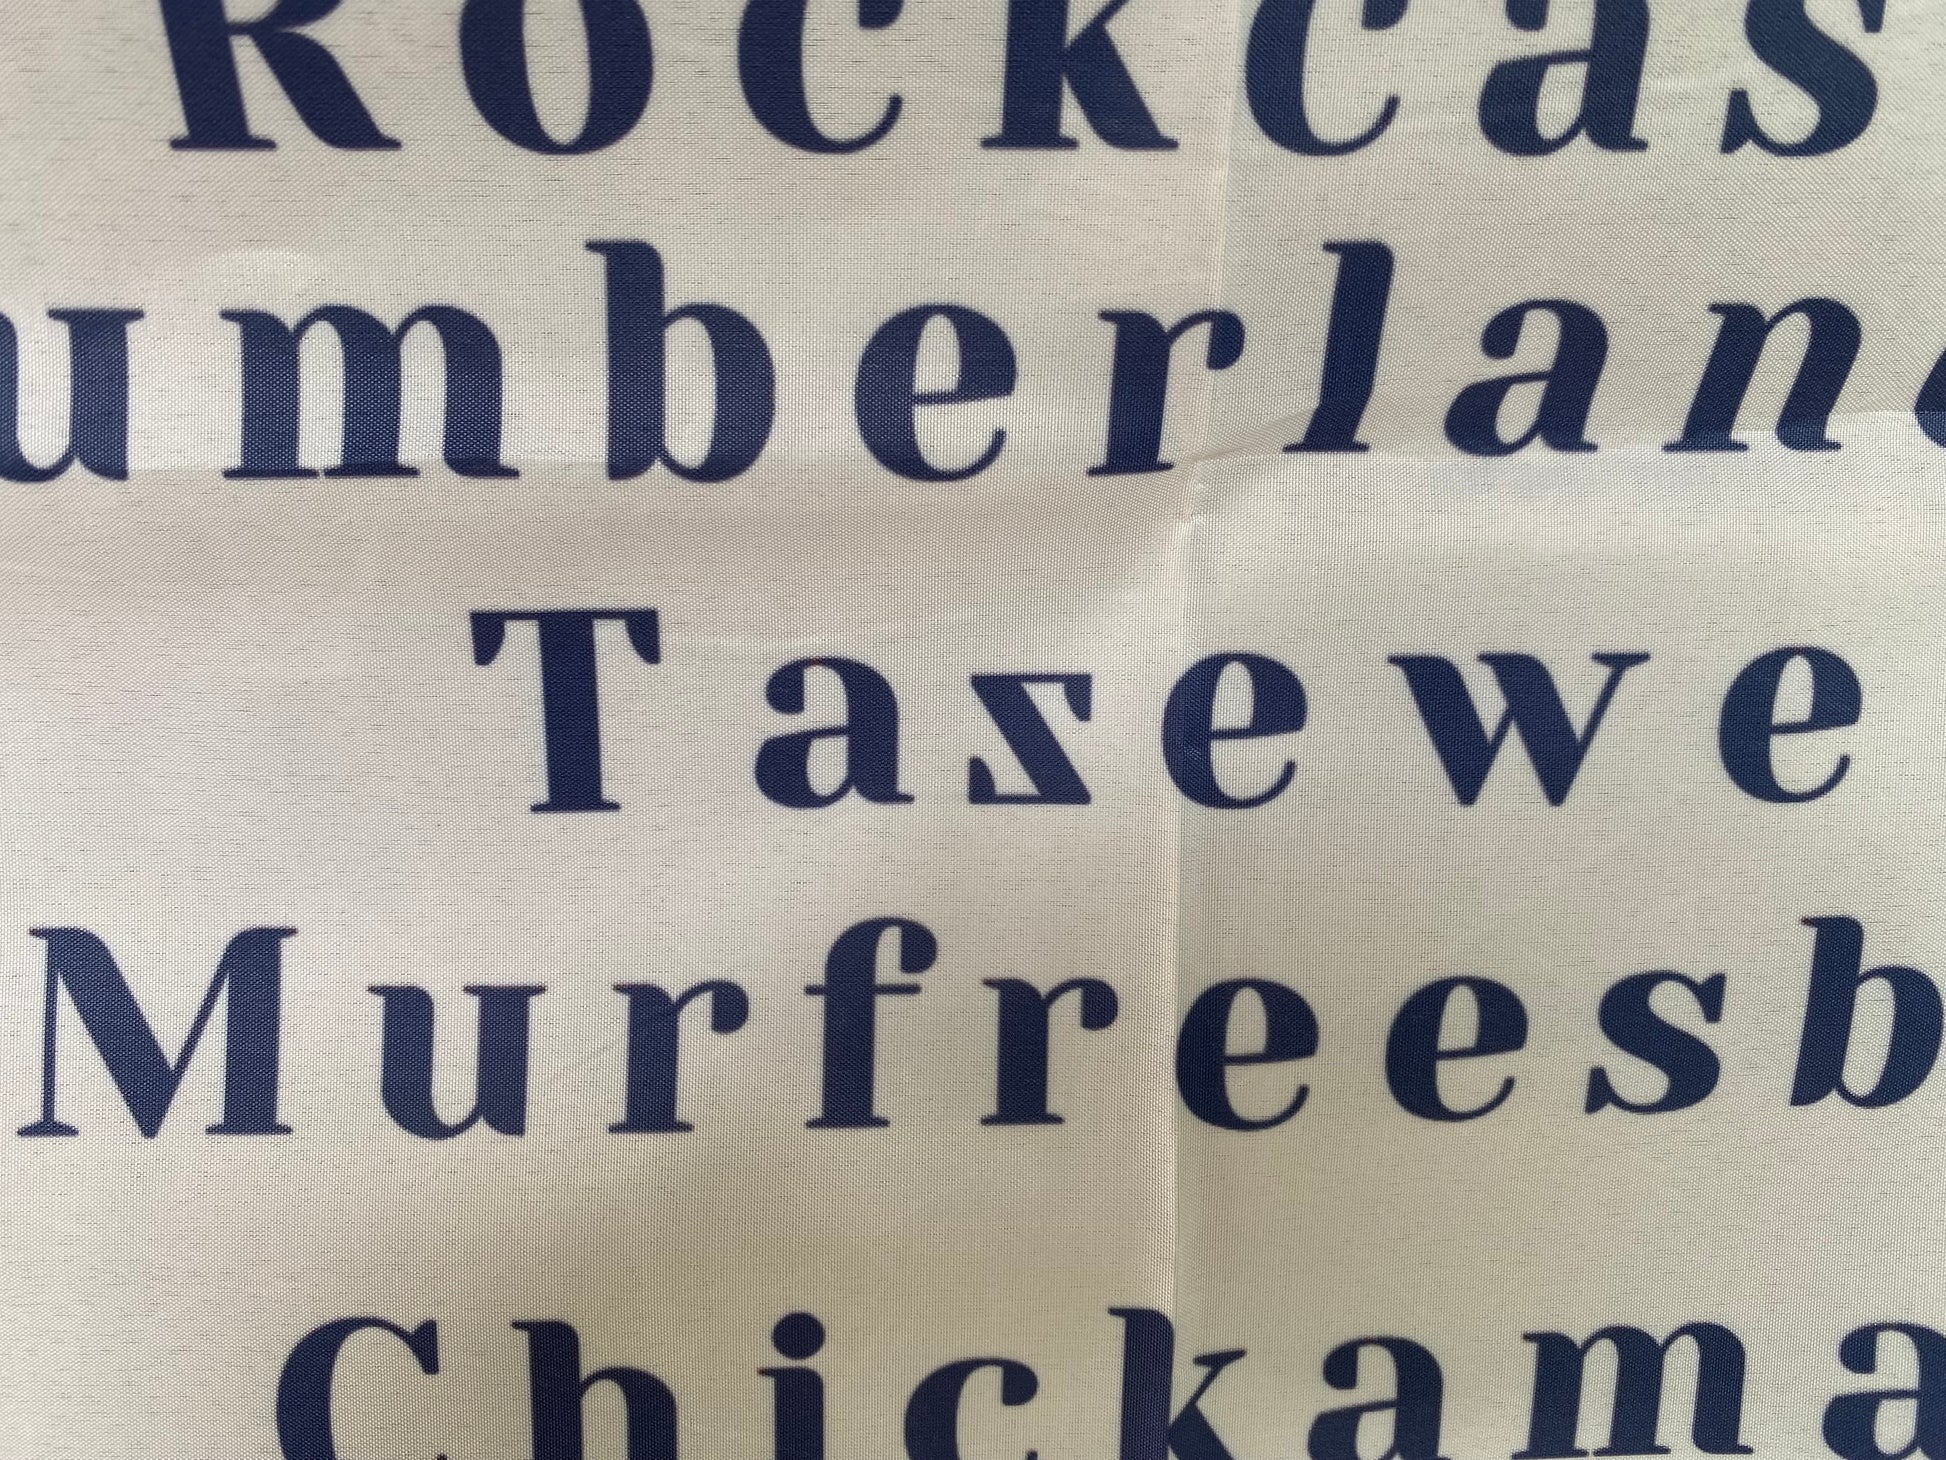 Rockcas
umberlan
Tazewe
Murfreesb
Chickama